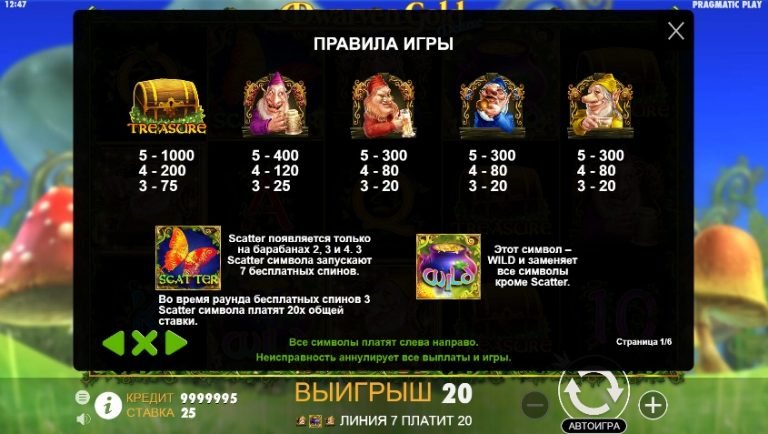 12:47
Dwarven Gold
PRAGMATIC PLAY
ПРАВИЛА ИГРЫ
TREASURE
5 - 1000
4 - 200
3 - 75
5 - 400
4 - 120
3 - 25
5 - 300
4 - 80
3 - 20
5 - 300
4 - 80
3 - 20
5 - 300
4 - 80
3 - 20
SCATTER
Scatter появляется только
на барабанах 2, 3 и 4. 3
Scatter символа запускают
7 бесплатных спинов.
Во время раунда бесплатных спинов 3
Scatter символа платят 20x общей
ставки.
Wild
Этот символ –
WILD и заменяет
все символы
кроме Scatter.
Все символы платят слева направо.
Неисправность аннулирует все выплаты и игры.
Страница 1/6
КРЕДИТ 9999995
СТАВКА 25
ВЫИГРЫШ 20
ЛИНИЯ 7 ПЛАТИТ 20
АВТОИГРА